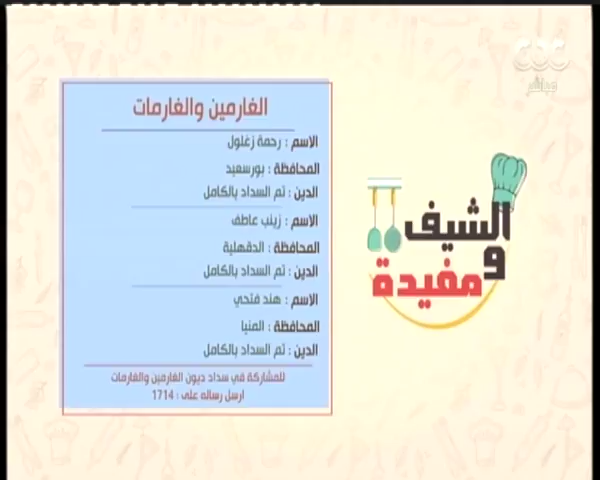 cbc
مباشر
الغارمين والغارمات
الاسم : رحمة زغلول
المحافظة : بورسعيد
الدين : تم السداد بالكامل
الاسم : زينب عاطف
المحافظة : الدقهلية
الدين : تم السداد بالكامل
الاسم : هند فتحي
المحافظة : المنيا
الدين : تم السداد بالكامل
للمشاركة في سداد ديون الغارمين والغارمات
ارسل رساله على : 1714
الشيف
و
مفيدة